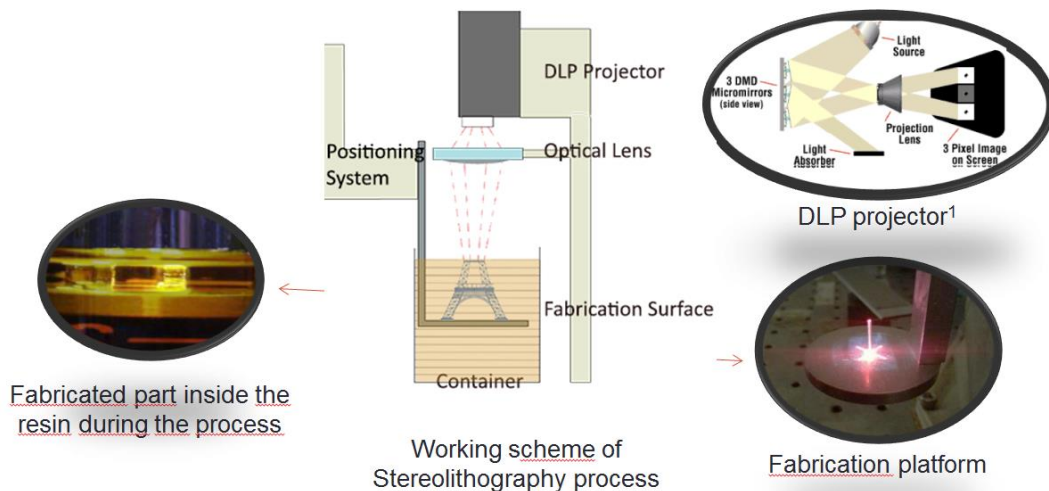 DLP Projector
Positioning
System
Optical Lens
Fabrication Surface
Container
Working scheme of
Stereolithography process
Fabricated part inside the
resin during the process
Light
Source
3 DMD
Micromirrors
(side view)
Light
Absorber
Projection
Lens
3 Pixel Image
on Screen
DLP projector¹
Fabrication platform